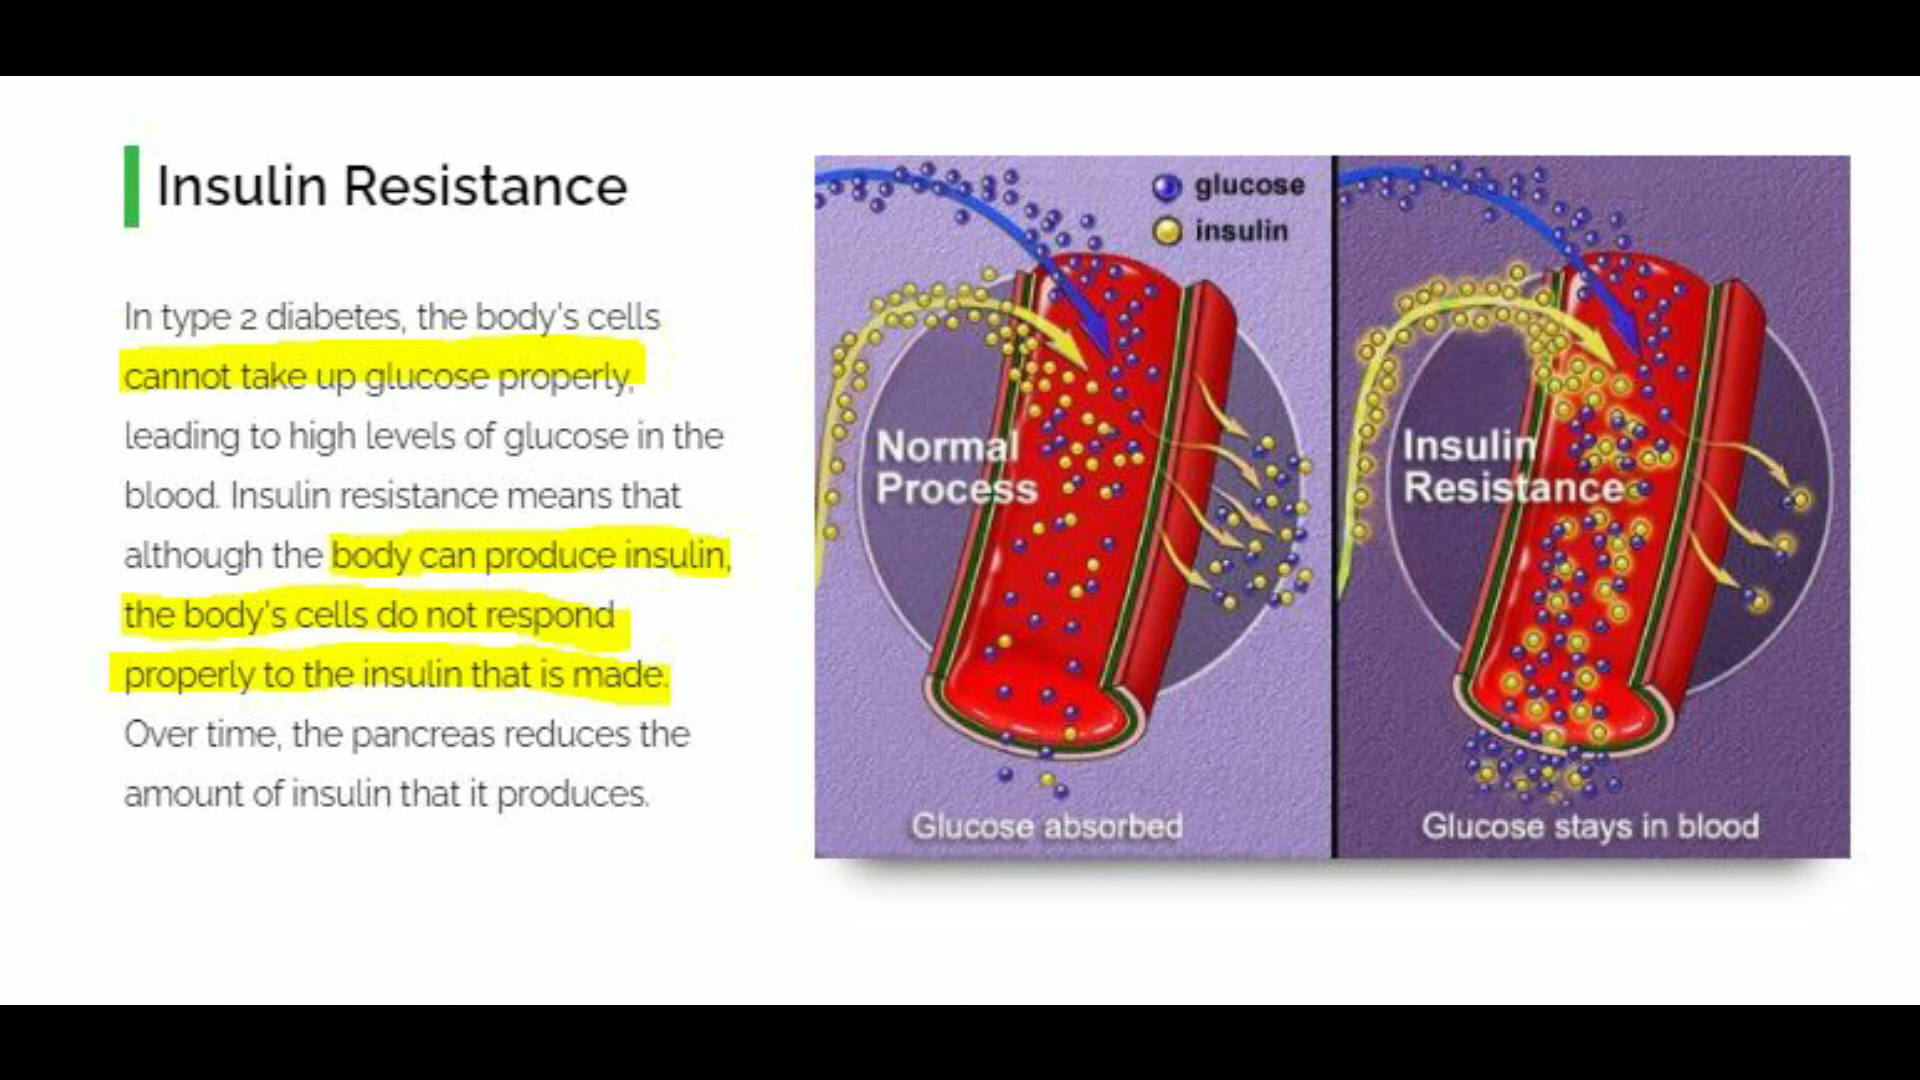 Insulin Resistance
In type 2 diabetes, the body's cells
cannot take up glucose properly,
leading to high levels of glucose in the
blood. Insulin resistance means that
although the body can produce insulin,
the body's cells do not respond
properly to the insulin that is made.
Over time, the pancreas reduces the
amount of insulin that it produces.
glucose
insulin
Normal
Process
Glucose absorbed
Insulin
Resistance
Glucose stays in blood